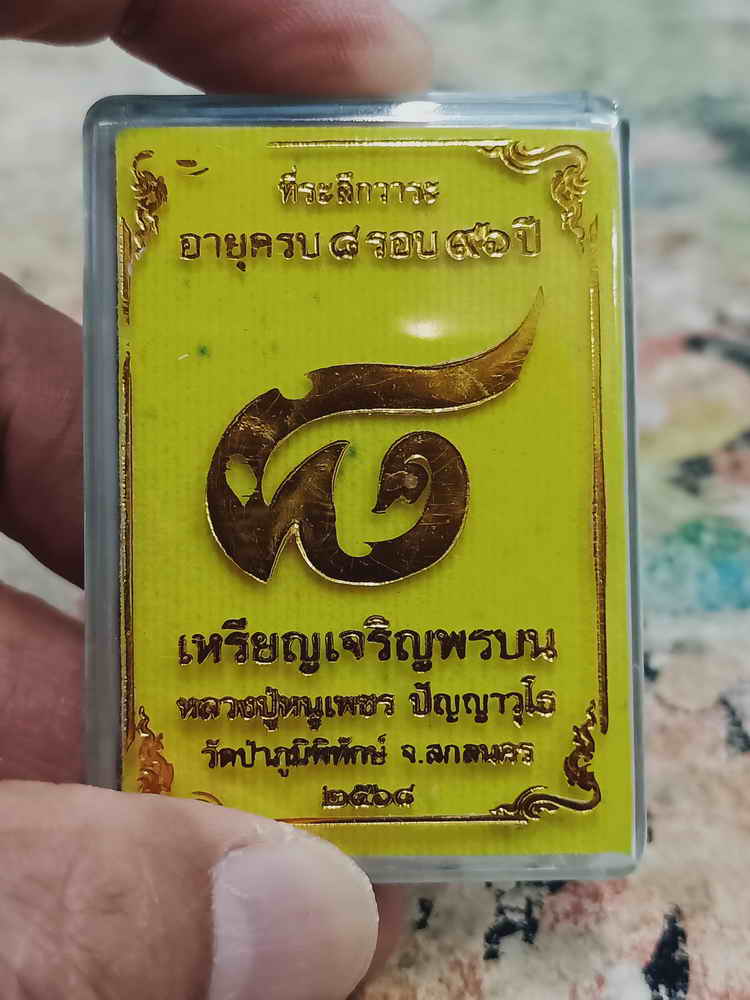 ที่ระลึกวาระ
อายุครบ ๘ รอบ ๙๖ ปี
๘
เหรียญเจริญพรบน
หลวงปู่หนูเพชร ปัญญาวุโธ
วัดป่าภูมิพิทักษ์ จ.สกลนคร
๒๕๖๘